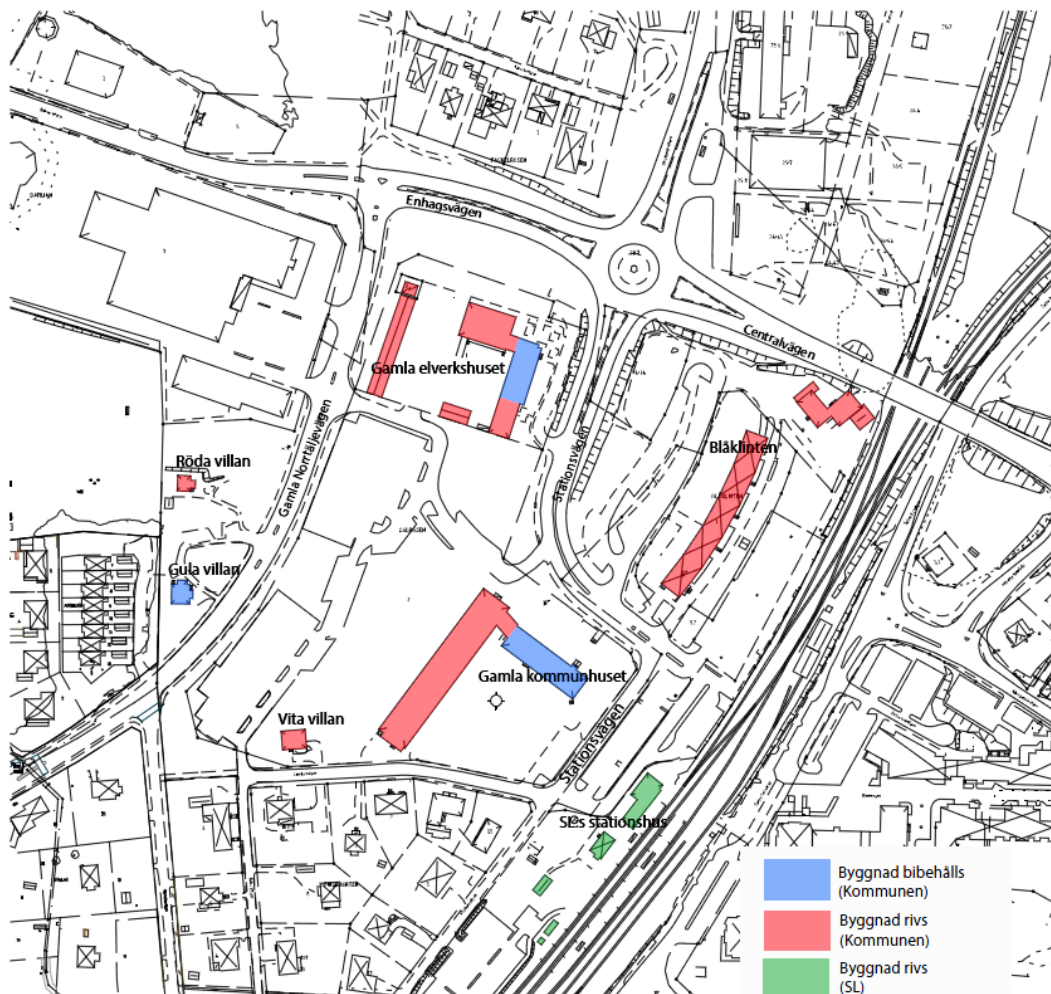 Enhagsvägen
Centralvägen
Gamla elverkshuset
Stationsvägen
Blåklinten
Gamla Norrtäljevägen
Röda villan
Gula villan
Gamla kommunhuset
Vita villan
Stationsvägen
SL:s stationshus
Byggnad bibehålls
(Kommunen)
Byggnad rivs
(Kommunen)
Byggnad rivs
(SL)